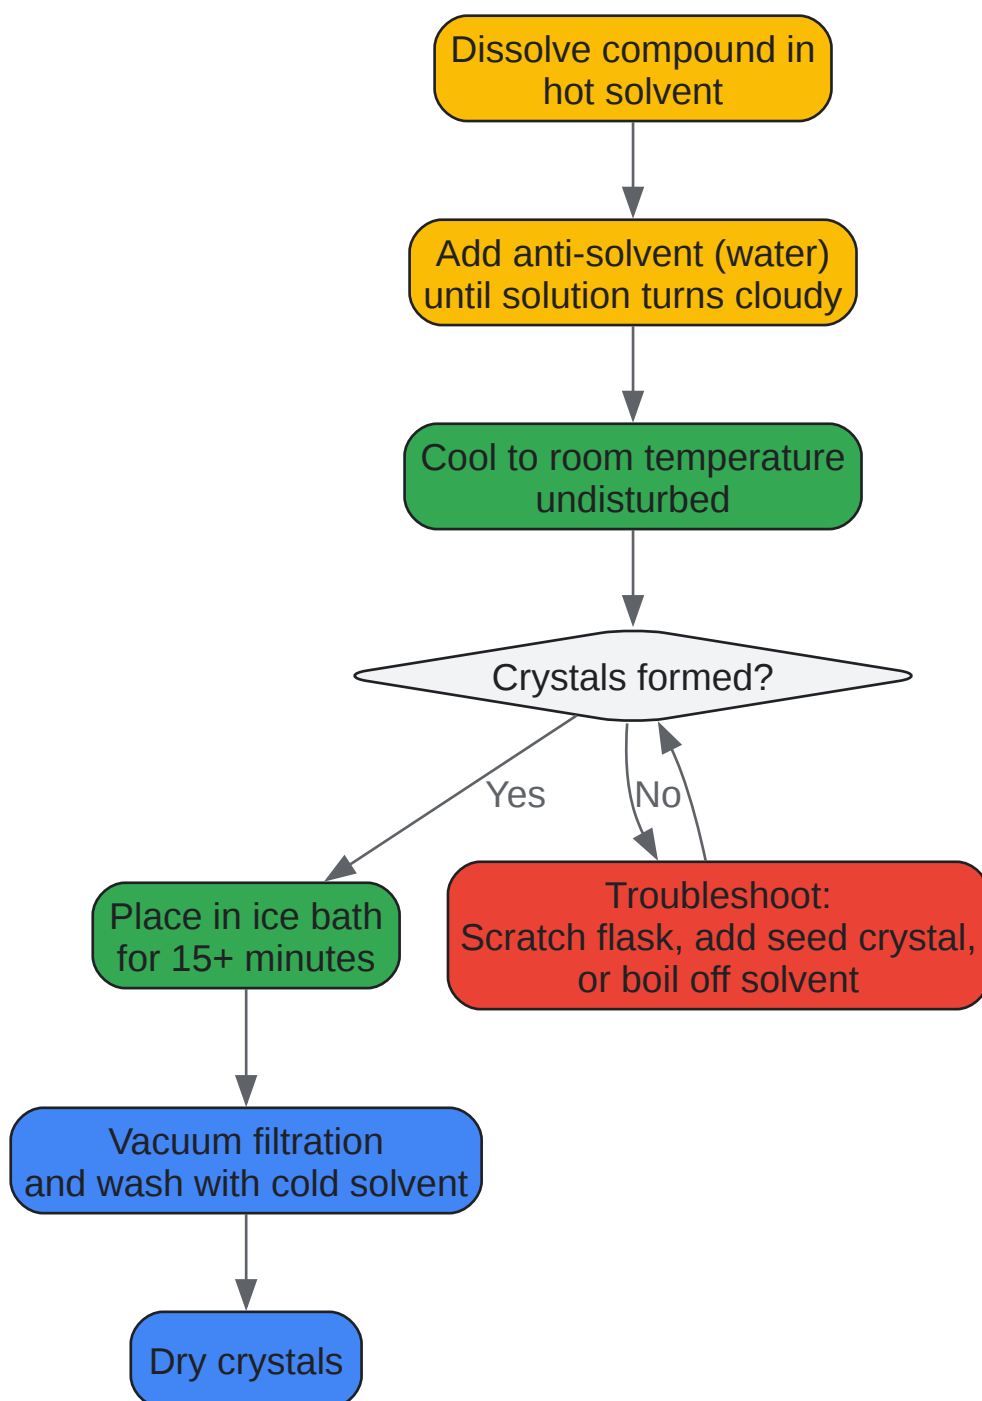 Dissolve compound in
hot solvent
Add anti-solvent (water)
until solution turns cloudy
Cool to room temperature
undisturbed
Crystals formed?
Yes
No
Place in ice bath
for 15+ minutes
Troubleshoot:
Scratch flask, add seed crystal,
or boil off solvent
Vacuum filtration
and wash with cold solvent
Dry crystals